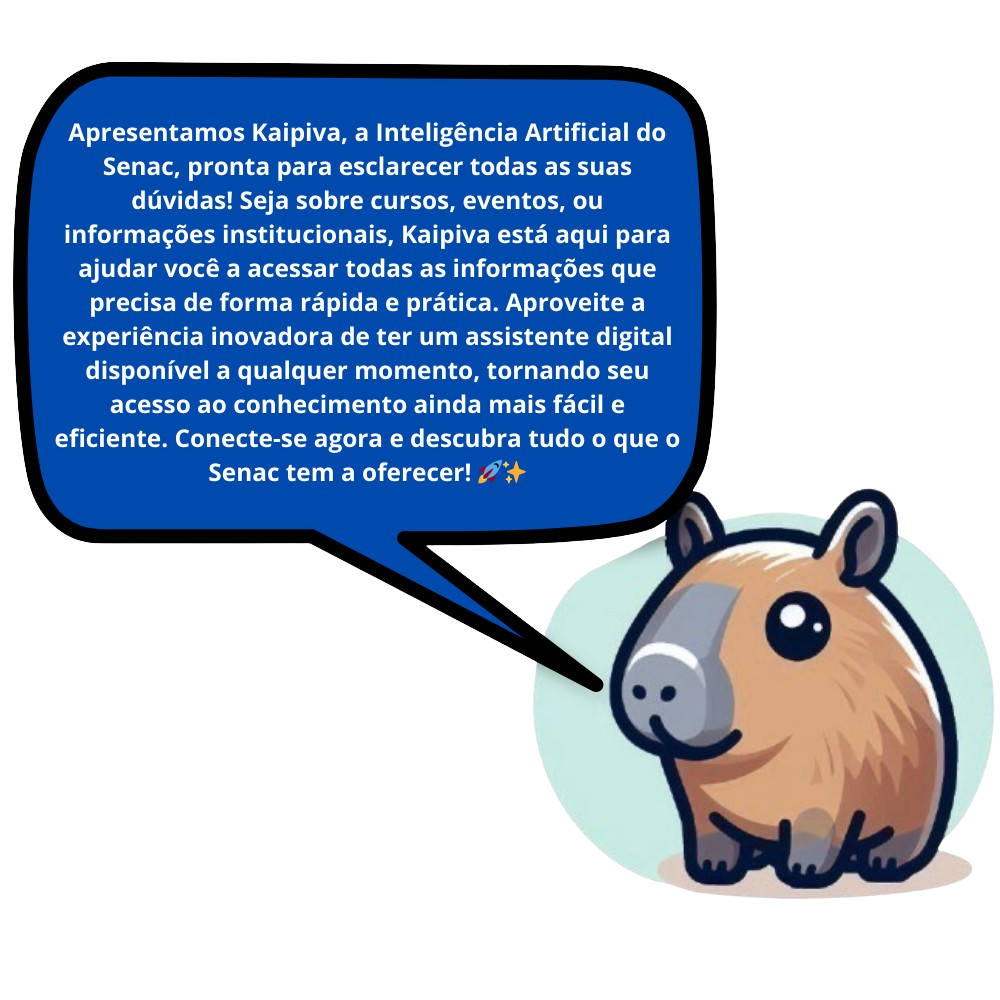 Apresentamos Kaipiva, a Inteligência Artificial do
Senac, pronta para esclarecer todas as suas
dúvidas! Seja sobre cursos, eventos, ou
informações institucionais, Kaipiva está aqui para
ajudar você a acessar todas as informações que
precisa de forma rápida e prática. Aproveite a
experiência inovadora de ter um assistente digital
disponível a qualquer momento, tornando seu
acesso ao conhecimento ainda mais fácil e
eficiente. Conecte-se agora e descubra tudo o que o
Senac tem a oferecer! 🚀✨